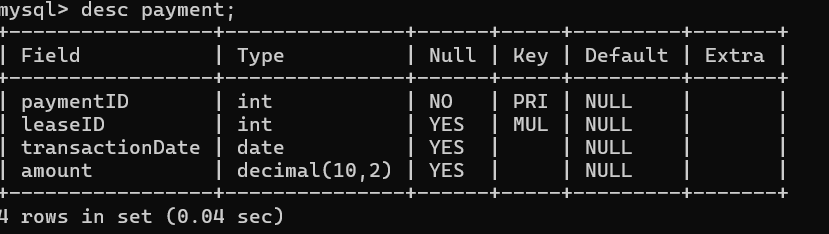 mysql> desc payment;
+-----------------+---------------+------+-----+---------+-------+
| Field           | Type          | Null | Key | Default | Extra |
+-----------------+---------------+------+-----+---------+-------+
| paymentID       | int           | NO   | PRI | NULL    |       |
| leaseID         | int           | YES  | MUL | NULL    |       |
| transactionDate | date          | YES  |     | NULL    |       |
| amount          | decimal(10,2) | YES  |     | NULL    |       |
+-----------------+---------------+------+-----+---------+-------+
4 rows in set (0.04 sec)